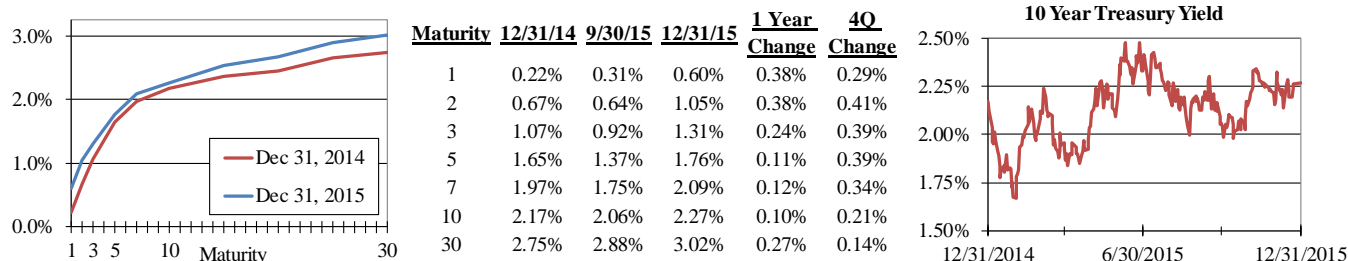 3.0%
2.0%
1.0%
0.0%
Dec 31, 2014
Dec 31, 2015
1 3 5 10 30
Maturity
Maturity 12/31/14 9/30/15 12/31/15 1 Year Change 4Q Change
1 0.22% 0.31% 0.60% 0.38% 0.29%
2 0.67% 0.64% 1.05% 0.38% 0.41%
3 1.07% 0.92% 1.31% 0.24% 0.39%
5 1.65% 1.37% 1.76% 0.11% 0.39%
7 1.97% 1.75% 2.09% 0.12% 0.34%
10 2.17% 2.06% 2.27% 0.10% 0.21%
30 2.75% 2.88% 3.02% 0.27% 0.14%
10 Year Treasury Yield
2.50%
2.25%
2.00%
1.75%
1.50%
12/31/2014 6/30/2015 12/31/2015